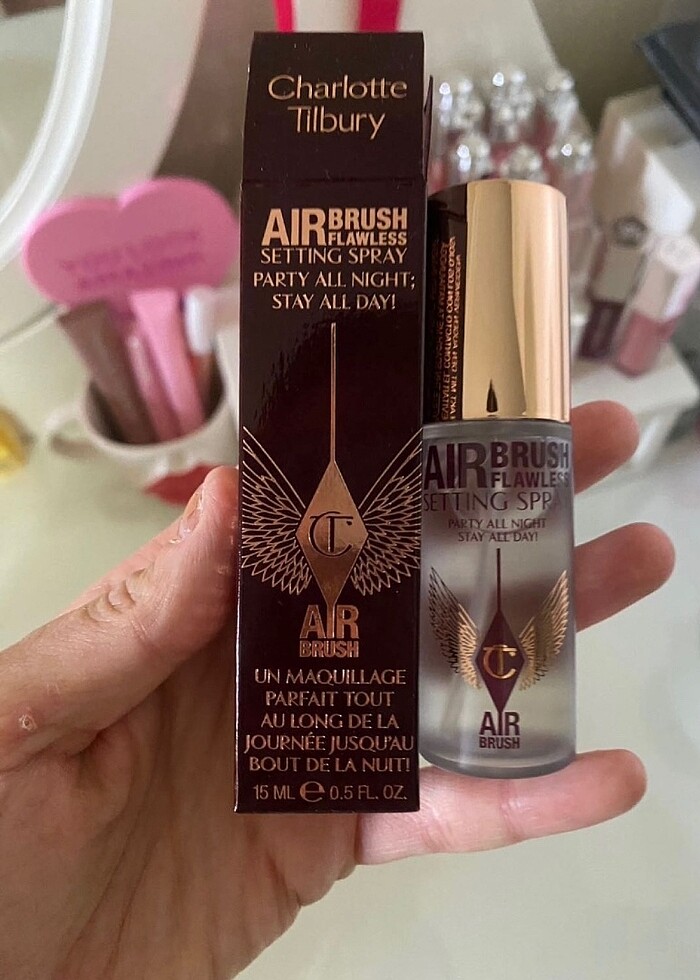 Charlotte
Tilbury
AIRBRUSH
FLAWLESS
SETTING SPRAY
PARTY ALL NIGHT;
STAY ALL DAY!
CT
AIR
BRUSH
UN MAQUILLAGE
PARFAIT TOUT
AU LONG DE LA
JOURNÉE JUSQU'AU
BOUT DE LA NUIT!
15 ML e 0.5 FL. OZ.
AIRBRUSH
FLAWLESS
SETTING SPRAY
PARTY ALL NIGHT
STAY ALL DAY!
CT
AIR
BRUSH